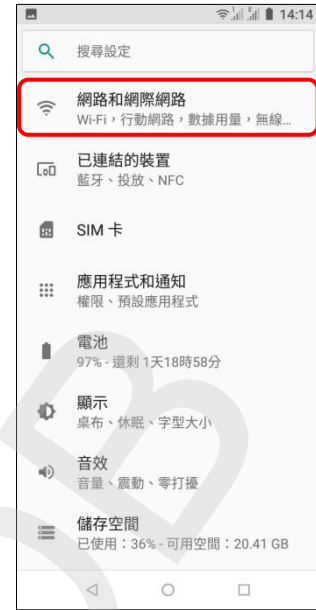 14:14
搜尋設定
網路和網際網路
Wi-Fi，行動網路，數據用量，無線...
已連結的裝置
藍牙、投放、NFC
SIM 卡
應用程式和通知
權限、預設應用程式
電池
97% - 還剩 1天18時58分
顯示
桌布、休眠、字型大小
音效
音量、震動、零打擾
儲存空間
已使用：36% - 可用空間：20.41 GB